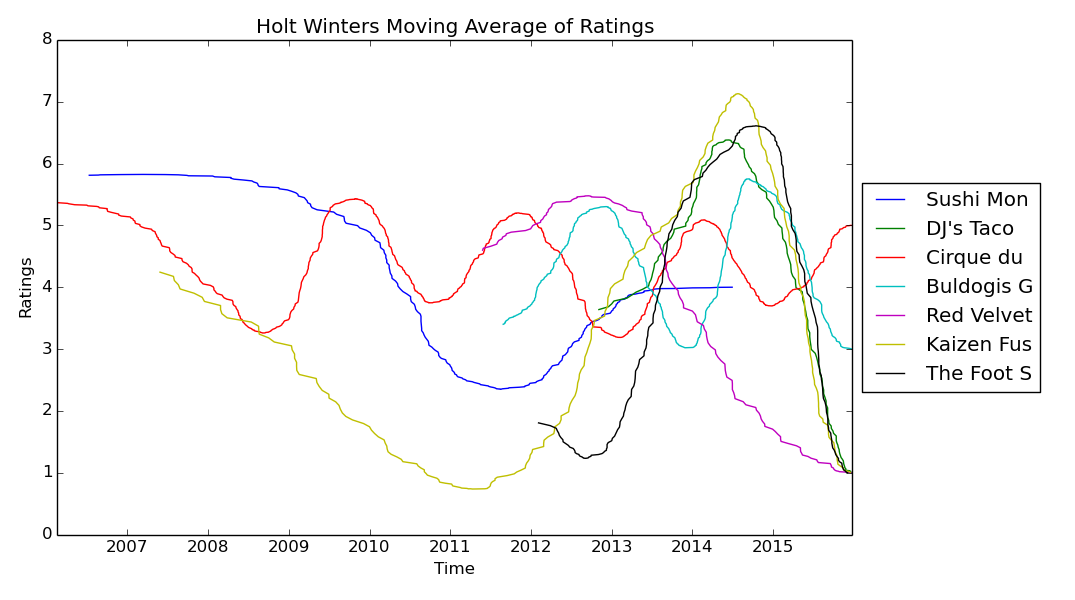 Holt Winters Moving Average of Ratings
8
7
6
5
4
3
2
1
0
Ratings
2007 2008 2009 2010 2011 2012 2013 2014 2015
Time
Sushi Mon
DJ's Taco
Cirque du
Buldogis G
Red Velvet
Kaizen Fus
The Foot S